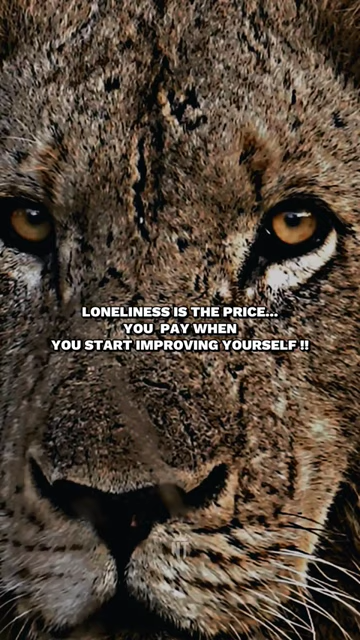 LONELINESS IS THE PRICE...
YOU PAY WHEN
YOU START IMPROVING YOURSELF !!